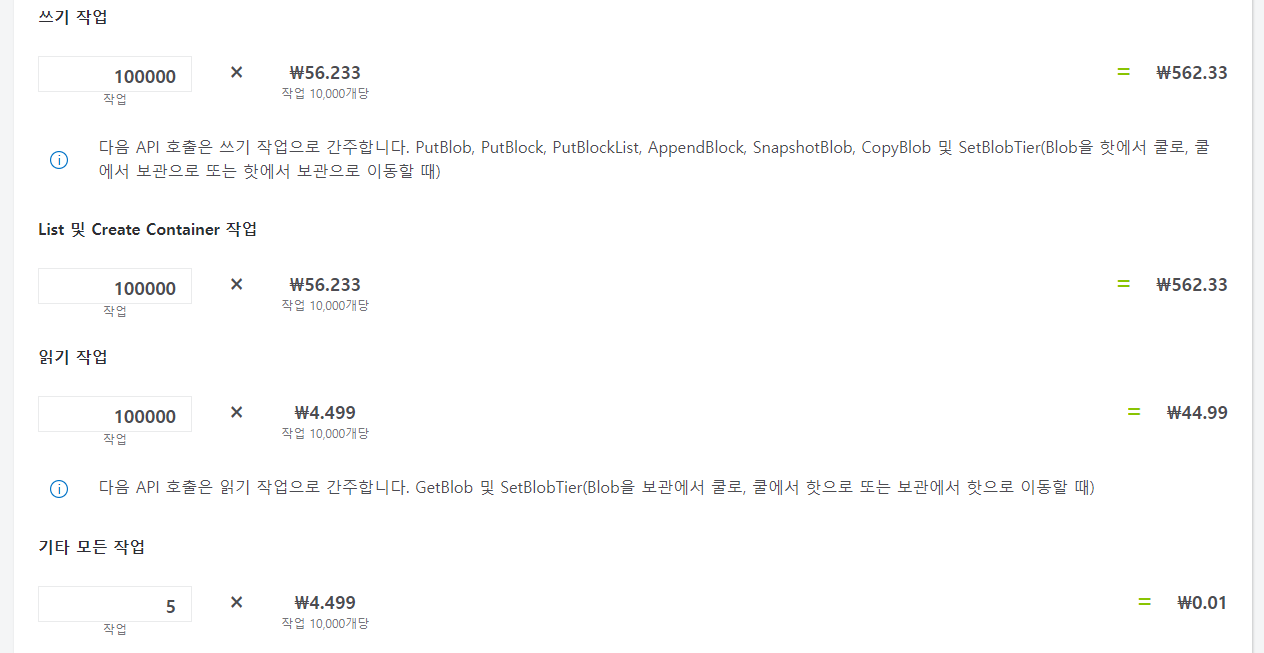 쓰기 작업
100000 × ₩56.233 = ₩562.33
작업 작업 10,000개당
다음 API 호출은 쓰기 작업으로 간주합니다. PutBlob, PutBlock, PutBlockList, AppendBlock, SnapshotBlob, CopyBlob 및 SetBlobTier(Blob을 핫에서 쿨로, 쿨
에서 보관으로 또는 핫에서 보관으로 이동할 때)
List 및 Create Container 작업
100000 × ₩56.233 = ₩562.33
작업 작업 10,000개당
읽기 작업
100000 × ₩4.499 = ₩44.99
작업 작업 10,000개당
다음 API 호출은 읽기 작업으로 간주합니다. GetBlob 및 SetBlobTier(Blob을 보관에서 쿨로, 쿨에서 핫으로 또는 보관에서 핫으로 이동할 때)
기타 모든 작업
5 × ₩4.499 = ₩0.01
작업 작업 10,000개당